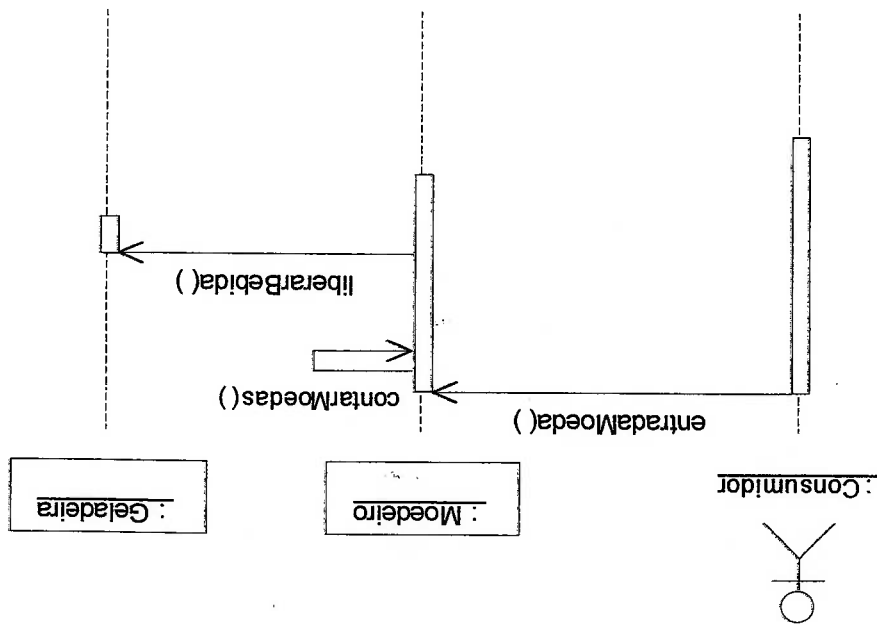 : Consumidor
: Moedeiro
: Geladeira
entradaMoeda( )
contarMoedas( )
liberarBebida( )